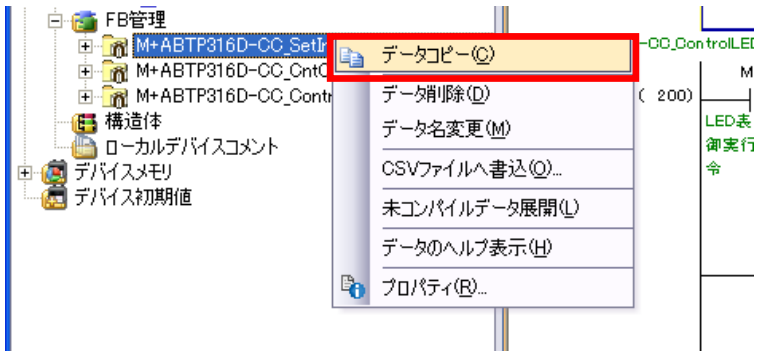 FB管理
M+ABTP316D-CC_SetIn
M+ABTP316D-CC_CntC
M+ABTP316D-CC_Contr
構造体
ローカルデバイスコメント
デバイスメモリ
デバイス初期値
データコピー(C)
データ削除(D)
データ名変更(M)
CSVファイルへ書込(O)...
未コンパイルデータ展開(L)
データのヘルプ表示(H)
プロパティ(R)...
-CC_ControlLED
M
( 200)
LED表
御実行
令